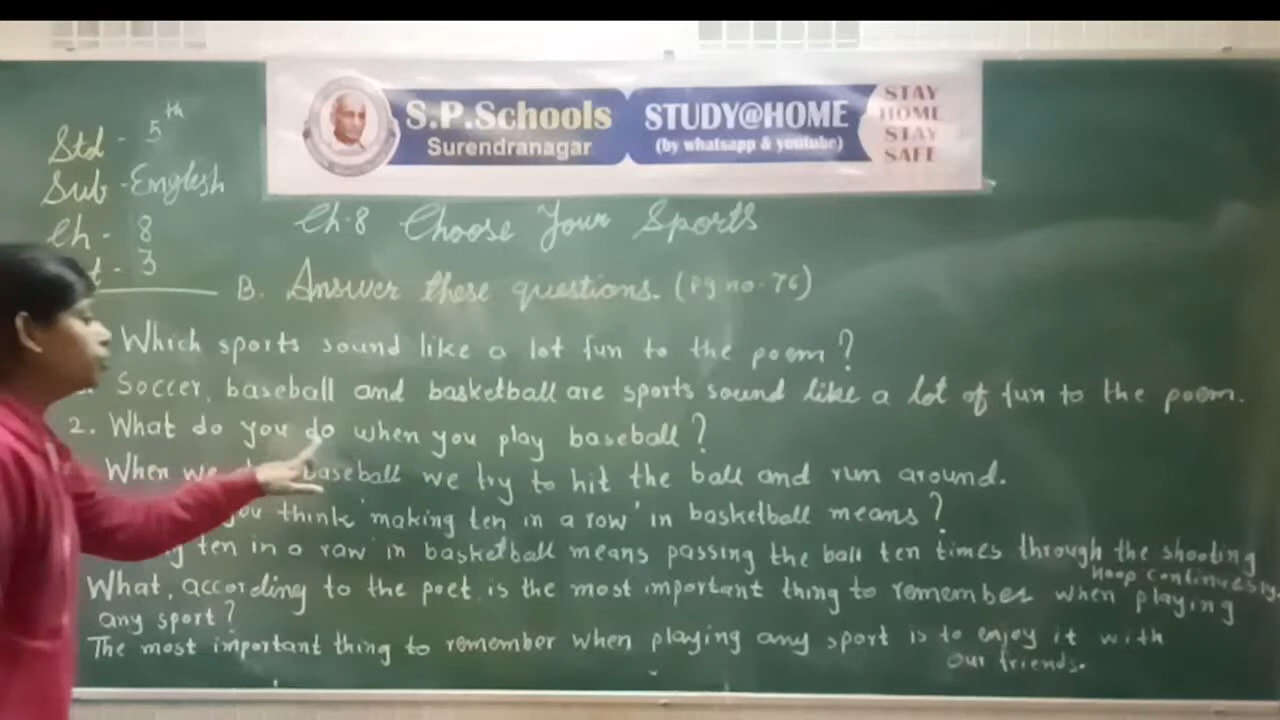 S.P.Schools
Surendranagar
STUDY@HOME
(by whatsapp & youtube)
STAY
HOME
STAY
SAFE
Std - 5th
Sub - English
Ch - 8
- 3
Ch.8 Choose Your Sports
B. Answer these questions. (Pg no. 76)
Which sports sound like a lot fun to the poem?
Soccer, baseball and basketball are sports sound like a lot of fun to the poem.
2. What do you do when you play baseball?
When we baseball we try to hit the ball and run around.
you think 'making ten in a row' in basketball means?
ten in a raw' in basketball means passing the ball ten times through the shooting
hoop
What, according to the poet is the most important thing to remember when playing
any sport?
The most important thing to remember when playing any sport is to enjoy it with
our friends.